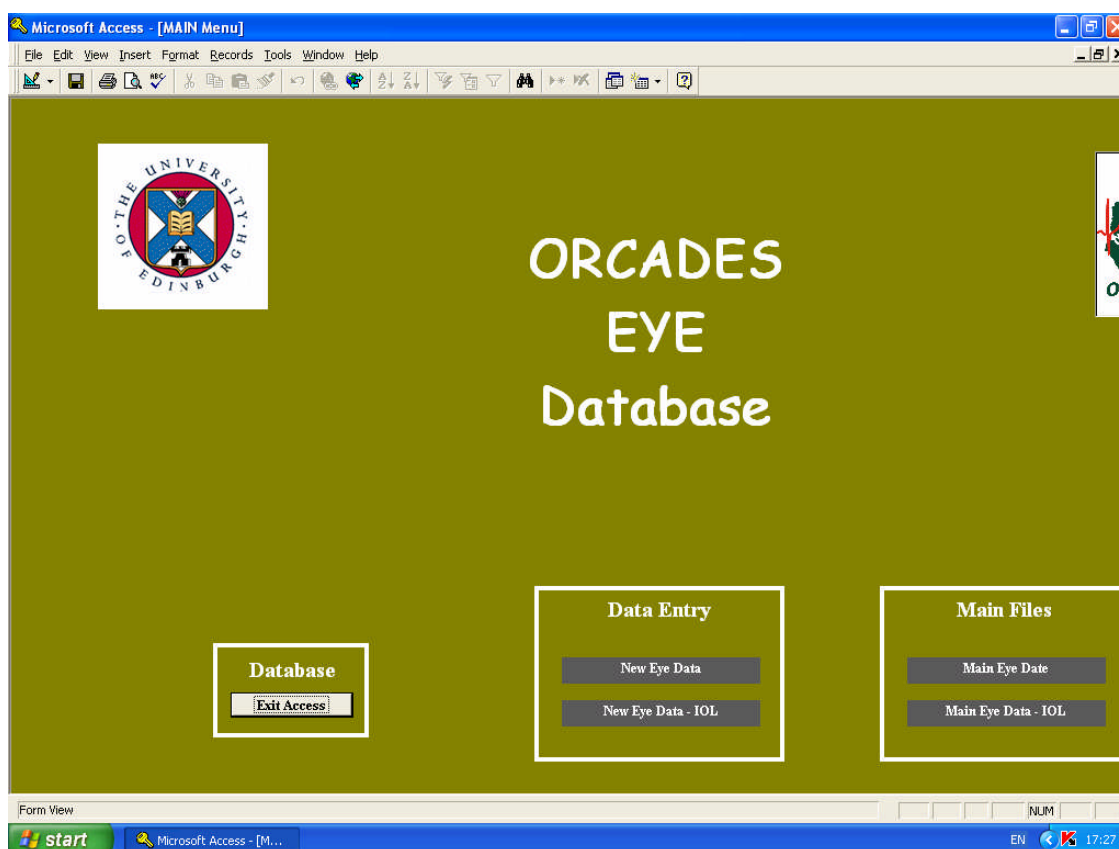 Microsoft Access - [MAIN Menu]
File Edit View Insert Format Records Tools Window Help
THE UNIVERSITY OF EDINBURGH
ORCADES
EYE
Database
Data Entry
New Eye Data
New Eye Data - IOL
Main Files
Main Eye Date
Main Eye Data - IOL
Database
Exit Access
Form View
NUM
start
Microsoft Access - [M...
EN
17:27